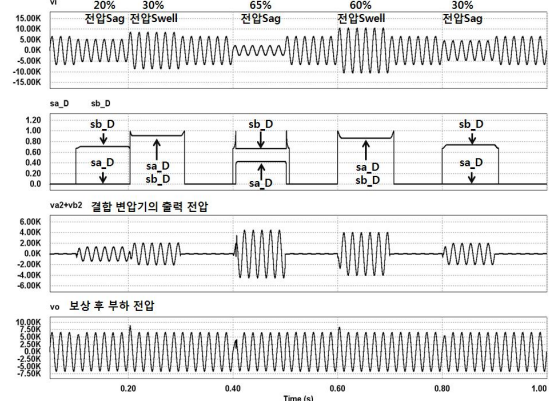 vi
20% 30% 65% 60% 30%
전압Sag 전압Swell 전압Sag 전압Swell 전압Sag
15.00K
10.00K
5.00K
0.0K
-5.00K
-10.00K
-15.00K
sa_D sb_D
1.20
1.00
0.80
0.60
0.40
0.20
0.0
sb_D
sa_D
sa_D
sb_D
sb_D
sa_D
sa_D
sb_D
sb_D
sa_D
va2+vb2 결합 변압기의 출력 전압
6.00K
4.00K
2.00K
0.0K
-2.00K
-4.00K
-6.00K
vo 보상 후 부하 전압
10.00K
7.50K
5.00K
2.50K
0.0K
-2.50K
-5.00K
-7.50K
0.20 0.40 0.60 0.80 1.00
Time (s)